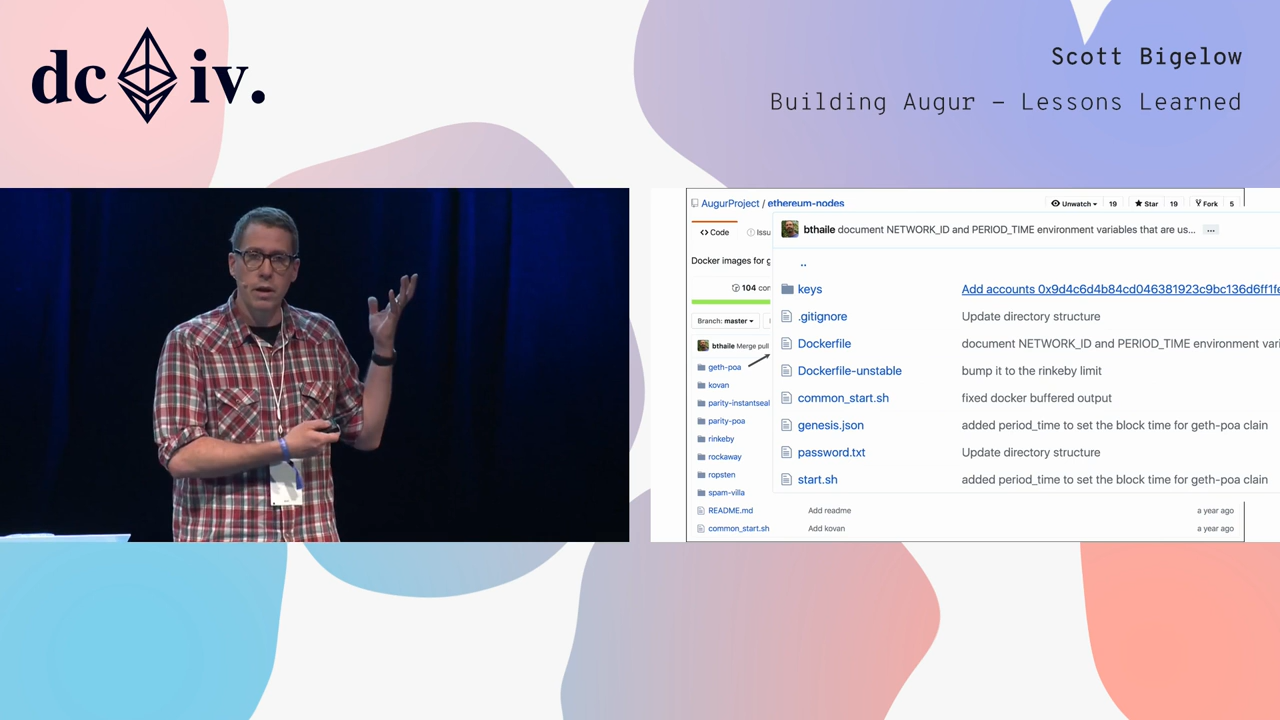 dc iv.
Scott Bigelow
Building Augur – Lessons Learned
AugurProject / ethereum-nodes
Unwatch 19 Star 19 Fork 5
Code
bthaile document NETWORK_ID and PERIOD_TIME environment variables that are us... ...
Docker images for
104
Branch: master
bthaile Merge pull
..
keys Add accounts
.gitignore Update directory structure
Dockerfile document NETWORK_ID and PERIOD_TIME environment
Dockerfile-unstable bump it to the rinkeby limit
common_start.sh fixed docker buffered output
genesis.json added period_time to set the block time for geth-poa clain
password.txt Update directory structure
start.sh added period_time to set the block time for geth-poa clain
geth-poa
kovan
parity-instantseal
parity-poa
rinkeby
rockaway
ropsten
spam-villa
README.md Add readme a year ago
common_start.sh Add kovan a year ago